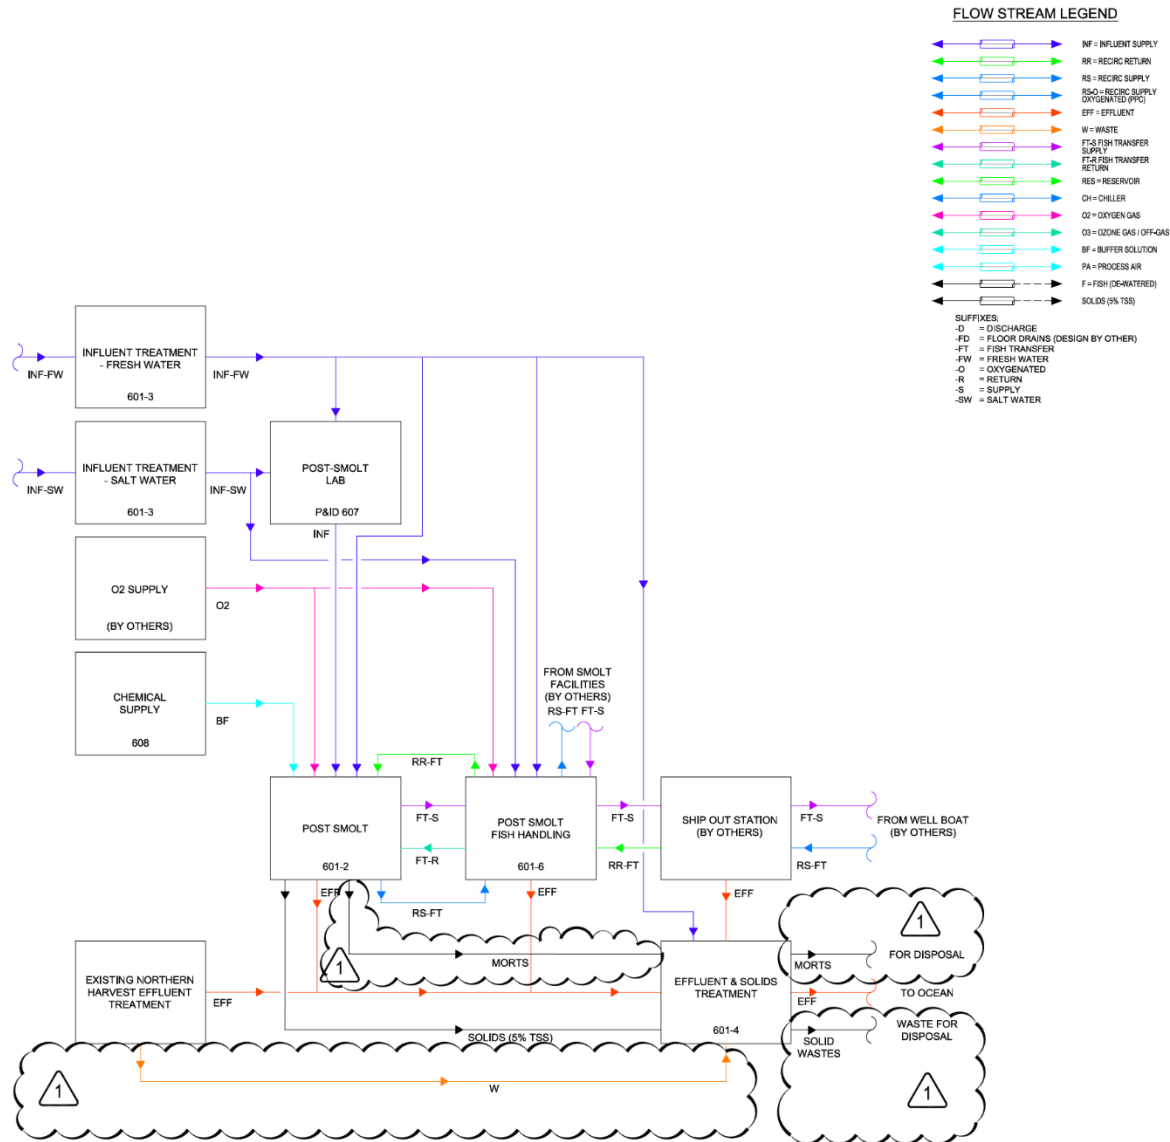 FLOW STREAM LEGEND
INF = INFLUENT SUPPLY
RR = RECIRC RETURN
RS = RECIRC SUPPLY
RS-O = RECIRC SUPPLY
OXYGENATED (PPC)
EFF = EFFLUENT
W = WASTE
FT-S FISH TRANSFER
SUPPLY
FT-R FISH TRANSFER
RETURN
RES = RESERVOIR
CH = CHILLER
O2 = OXYGEN GAS
O3 = OZONE GAS / OFF-GAS
BF = BUFFER SOLUTION
PA = PROCESS AIR
F = FISH (DE-WATERED)
SOLIDS (5% TSS)
SUFFIXES:
-D = DISCHARGE
-FD = FLOOR DRAINS (DESIGN BY OTHER)
-FT = FISH TRANSFER
-FW = FRESH WATER
-O = OXYGENATED
-R = RETURN
-S = SUPPLY
-SW = SALT WATER
INF-FW
INFLUENT TREATMENT
- FRESH WATER
601-3
INF-FW
INF-SW
INFLUENT TREATMENT
- SALT WATER
601-3
INF-SW
POST-SMOLT
LAB
P&ID 607
INF
O2 SUPPLY
(BY OTHERS)
O2
CHEMICAL
SUPPLY
608
BF
FROM SMOLT
FACILITIES
(BY OTHERS)
RS-FT FT-S
RR-FT
POST SMOLT
601-2
FT-S
FT-R
POST SMOLT
FISH HANDLING
601-6
FT-S
RR-FT
SHIP OUT STATION
(BY OTHERS)
FT-S
RS-FT
FROM WELL BOAT
(BY OTHERS)
EFF
RS-FT
EFF
EFF
1
MORTS
EXISTING NORTHERN
HARVEST EFFLUENT
TREATMENT
EFF
SOLIDS (5% TSS)
EFFLUENT & SOLIDS
TREATMENT
601-4
1
MORTS
FOR DISPOSAL
EFF
TO OCEAN
SOLID
WASTES
WASTE FOR
DISPOSAL
1
1
W